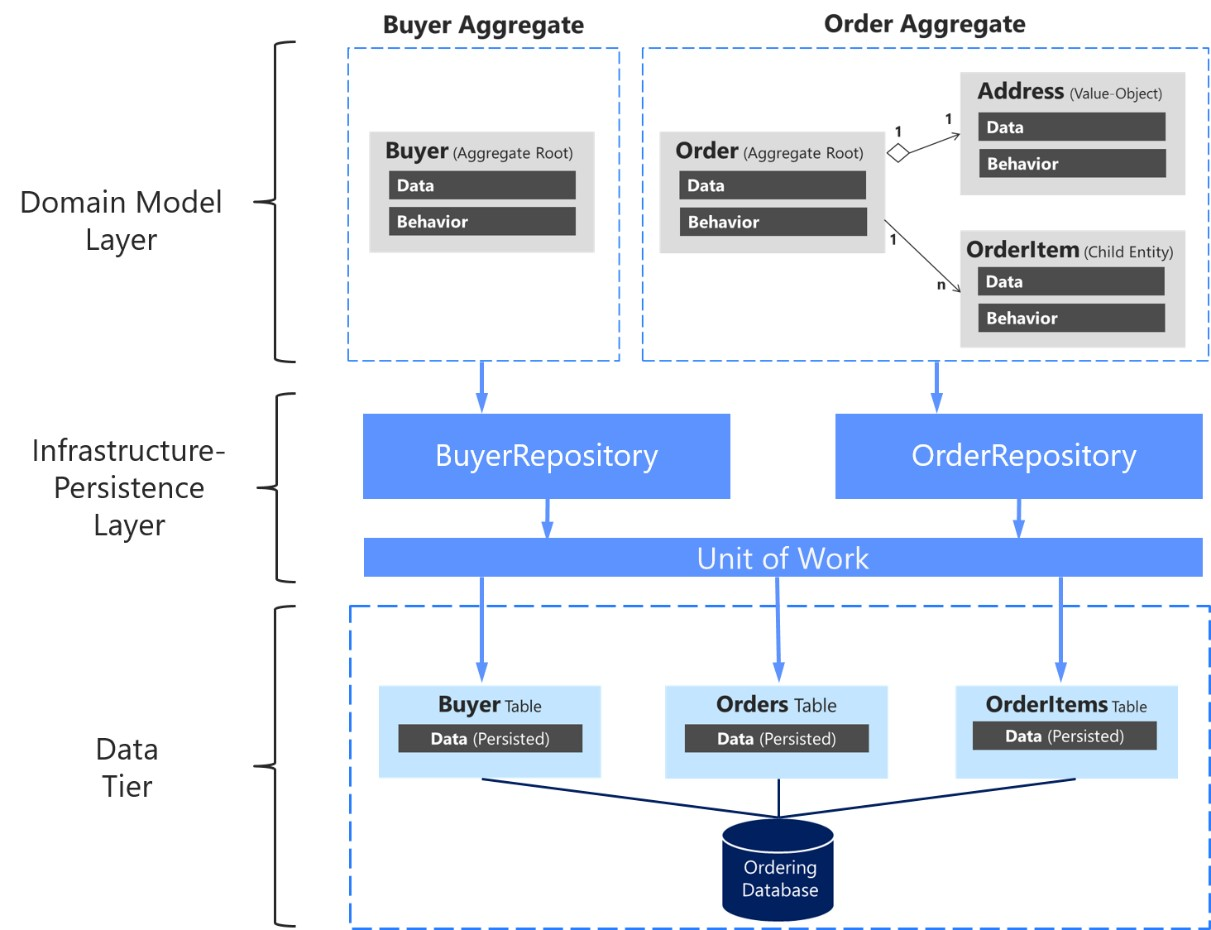 Buyer Aggregate
Order Aggregate
Domain Model
Layer
Buyer (Aggregate Root)
Data
Behavior
Order (Aggregate Root)
Data
Behavior
1
1
Address (Value-Object)
Data
Behavior
1
n
OrderItem (Child Entity)
Data
Behavior
Infrastructure-
Persistence
Layer
BuyerRepository
OrderRepository
Unit of Work
Data
Tier
Buyer Table
Data (Persisted)
Orders Table
Data (Persisted)
OrderItems Table
Data (Persisted)
Ordering
Database